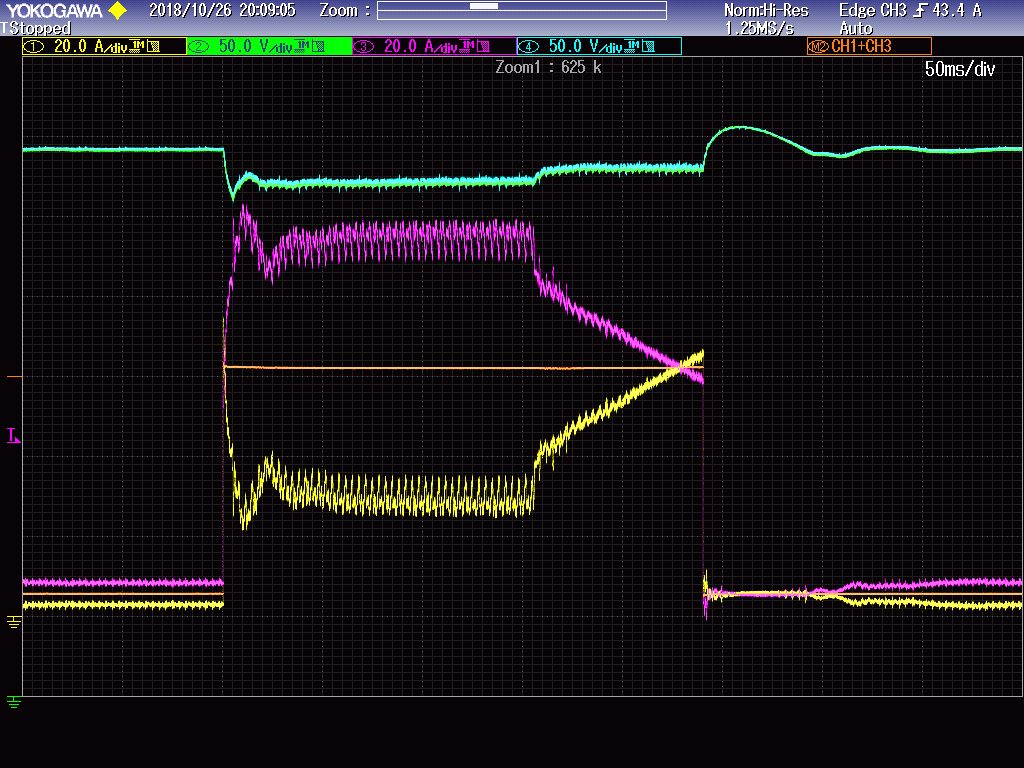 YOKOGAWA 2018/10/26 20:09:05 Zoom : Norm:Hi-Res Edge CH3 43.4 A
Stopped 1.25MS/s Auto
1 20.0 A/div 2 50.0 V/div 3 20.0 A/div 4 50.0 V/div M2 CH1+CH3
Zoom1 : 625 k 50ms/div
T